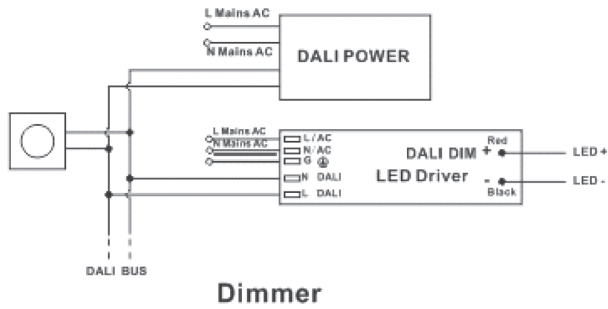 L Mains AC
N Mains AC
DALI POWER
L Mains AC
N Mains AC
L/AC
N/AC
G
N DALI
L DALI
DALI DIM
LED Driver
Red
+
-
Black
LED +
LED -
DALI BUS
Dimmer